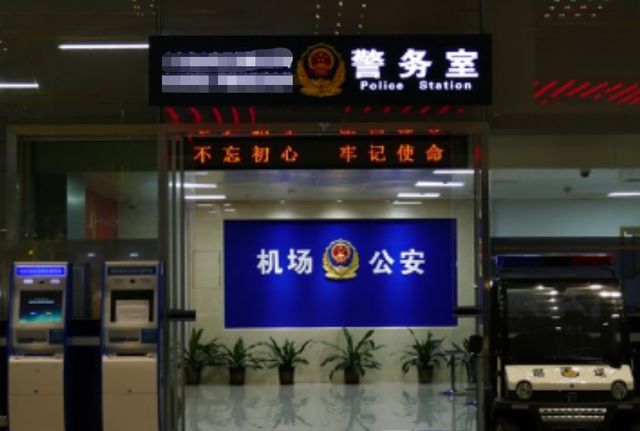 警务室
Police Station
不忘初心 牢记使命
机场 公安